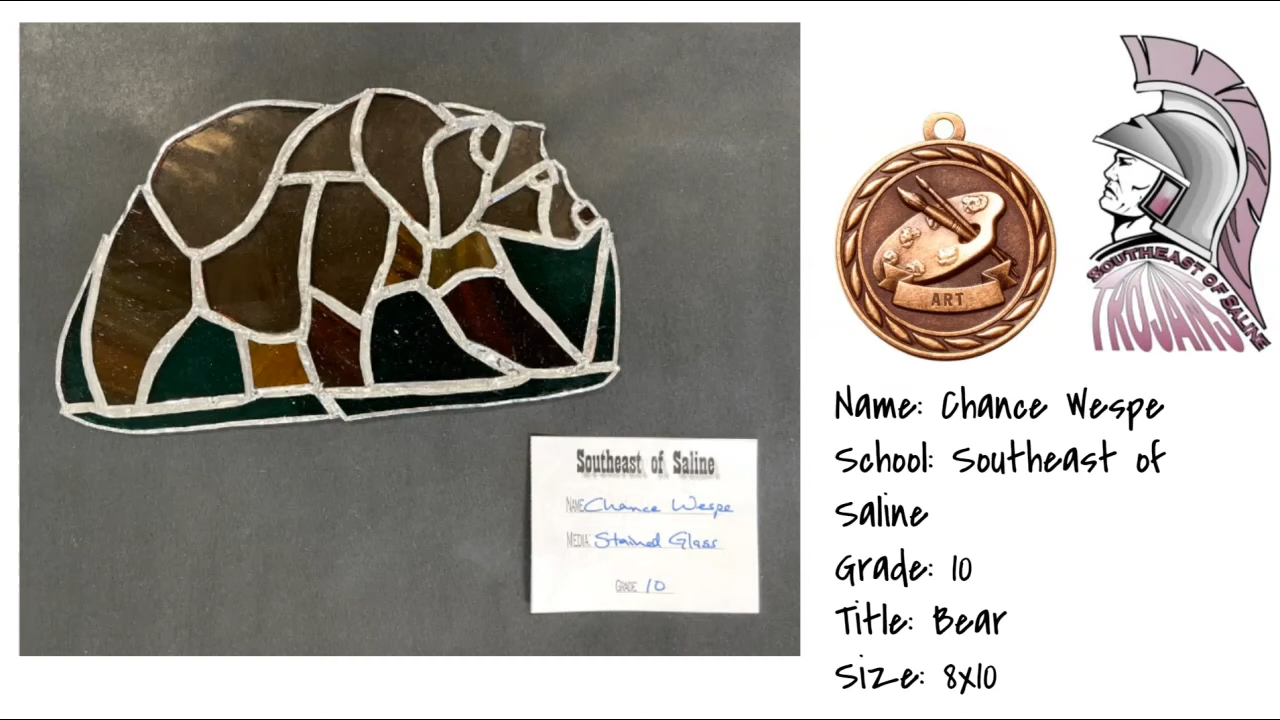 ART
SOUTHEAST OF SALINE
TROJANS
Southeast of Saline
NAME: Chance Wespe
MEDIA: Stained Glass
GRADE 10
Name: Chance Wespe
School: Southeast of
Saline
Grade: 10
Title: Bear
Size: 8x10